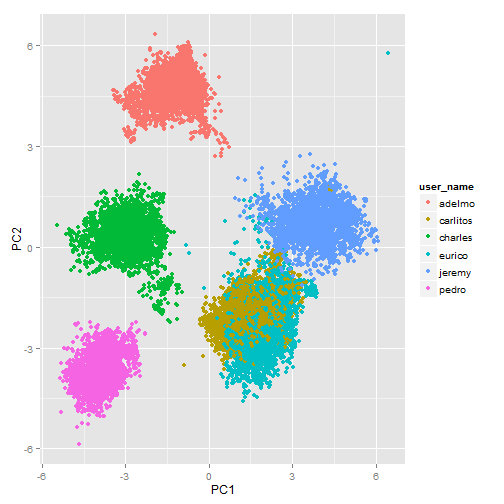 6
3
0
-3
-6
PC2
-6
-3
0
3
6
PC1
user_name
adelmo
carlitos
charles
eurico
jeremy
pedro